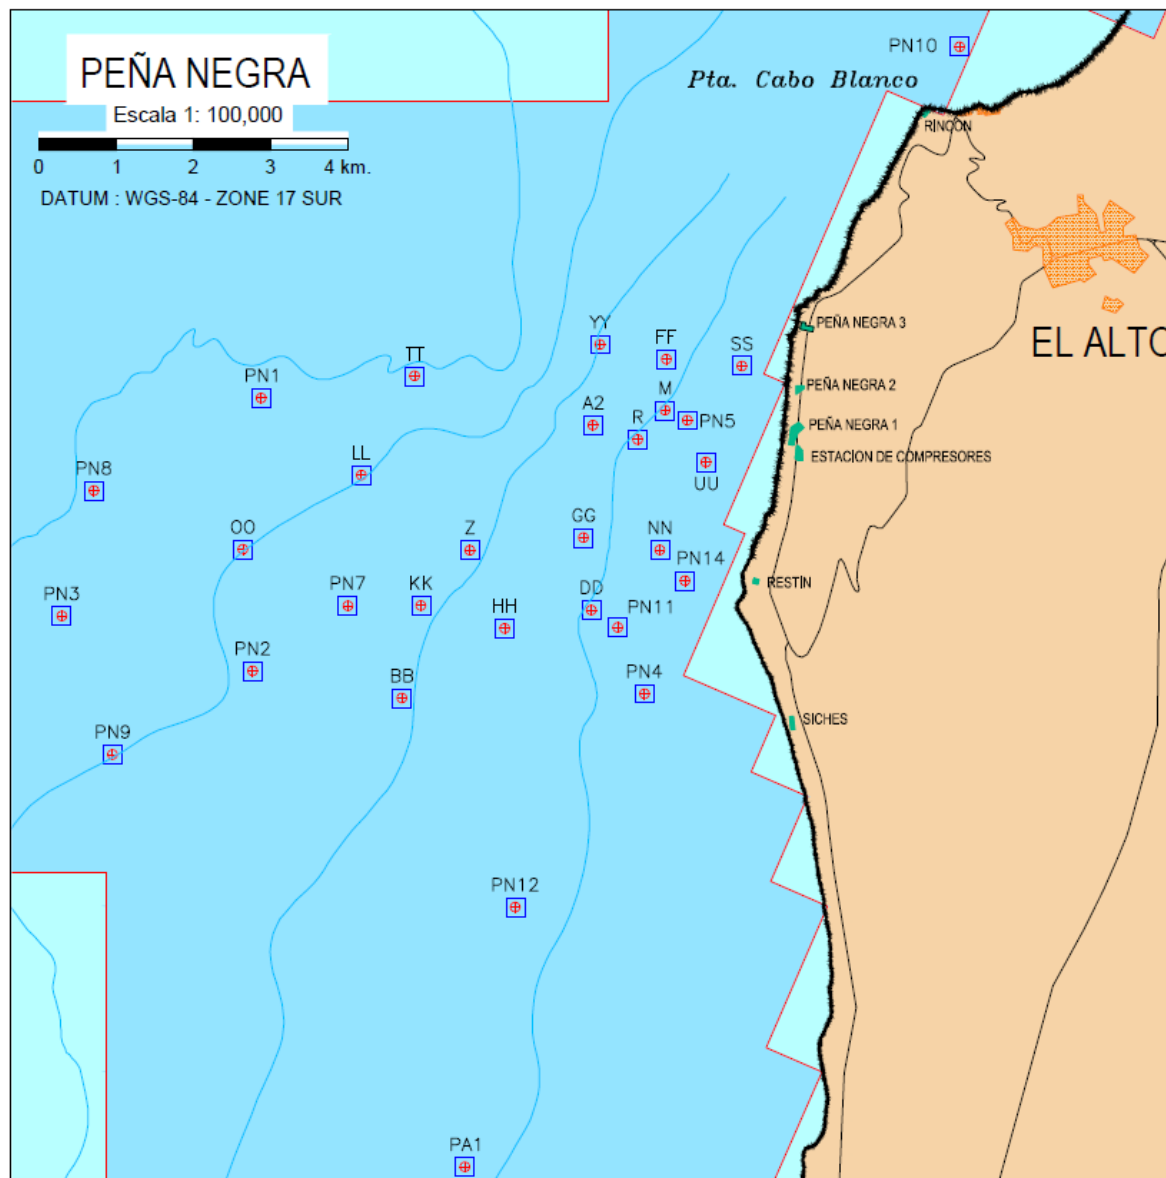 PN10
PEÑA NEGRA
Pta. Cabo Blanco
Escala 1: 100,000
RINCON
0 1 2 3 4 km.
DATUM : WGS-84 - ZONE 17 SUR
PEÑA NEGRA 3
YY
FF
SS
EL ALTO
TT
PN1
PEÑA NEGRA 2
M
A2
R
PN5
PEÑA NEGRA 1
ESTACÍON DE COMPRESORES
LL
PN8
UU
OO
Z
GG
NN
PN14
RESTÍN
PN3
PN7
KK
DD
PN11
HH
PN2
BB
PN4
SICHES
PN9
PN12
PA1